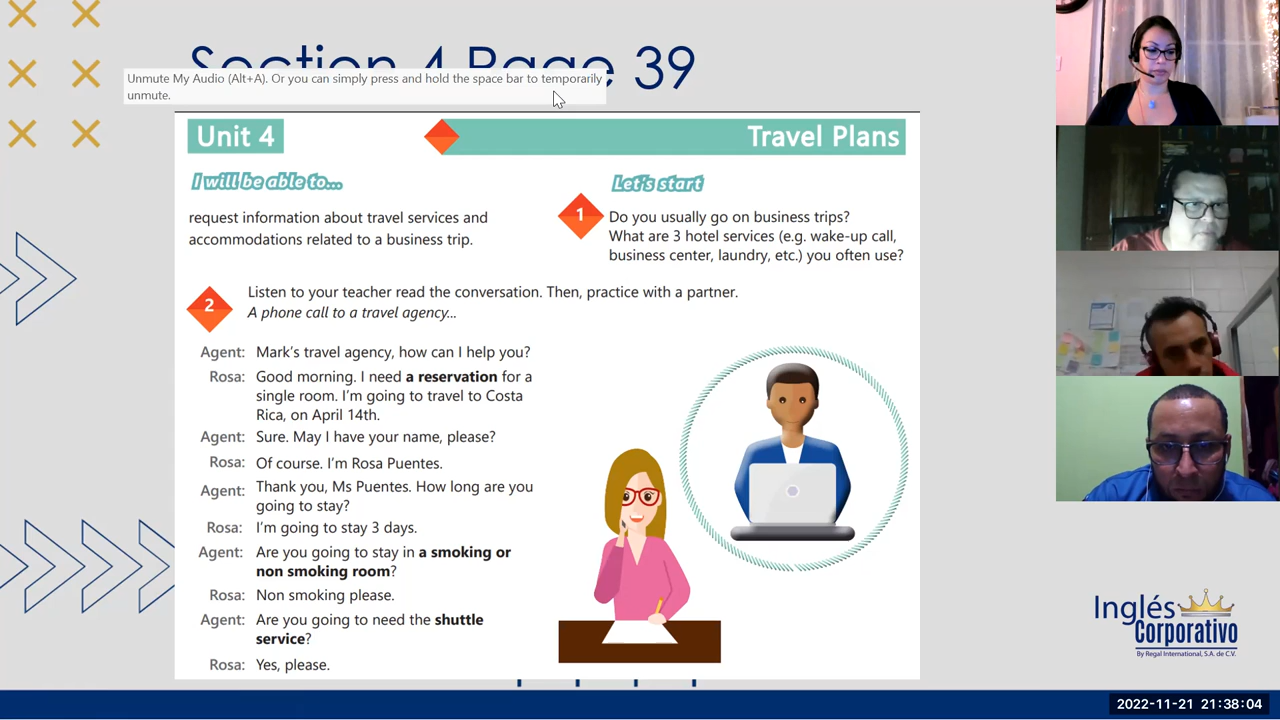 Section 4 Page 39
Unmute My Audio (Alt+A). Or you can simply press and hold the space bar to temporarily
unmute.
Unit 4
Travel Plans
I will be able to...
request information about travel services and
accommodations related to a business trip.
Let's start
1
Do you usually go on business trips?
What are 3 hotel services (e.g. wake-up call,
business center, laundry, etc.) you often use?
2
Listen to your teacher read the conversation. Then, practice with a partner.
A phone call to a travel agency...
Agent: Mark's travel agency, how can I help you?
Rosa: Good morning. I need a reservation for a
single room. I'm going to travel to Costa
Rica, on April 14th.
Agent: Sure. May I have your name, please?
Rosa: Of course. I'm Rosa Puentes.
Agent: Thank you, Ms Puentes. How long are you
going to stay?
Rosa: I'm going to stay 3 days.
Agent: Are you going to stay in a smoking or
non smoking room?
Rosa: Non smoking please.
Agent: Are you going to need the shuttle
service?
Rosa: Yes, please.
Inglés
Corporativo
By Regal International, S.A. de C.V.
2022-11-21 21:38:04